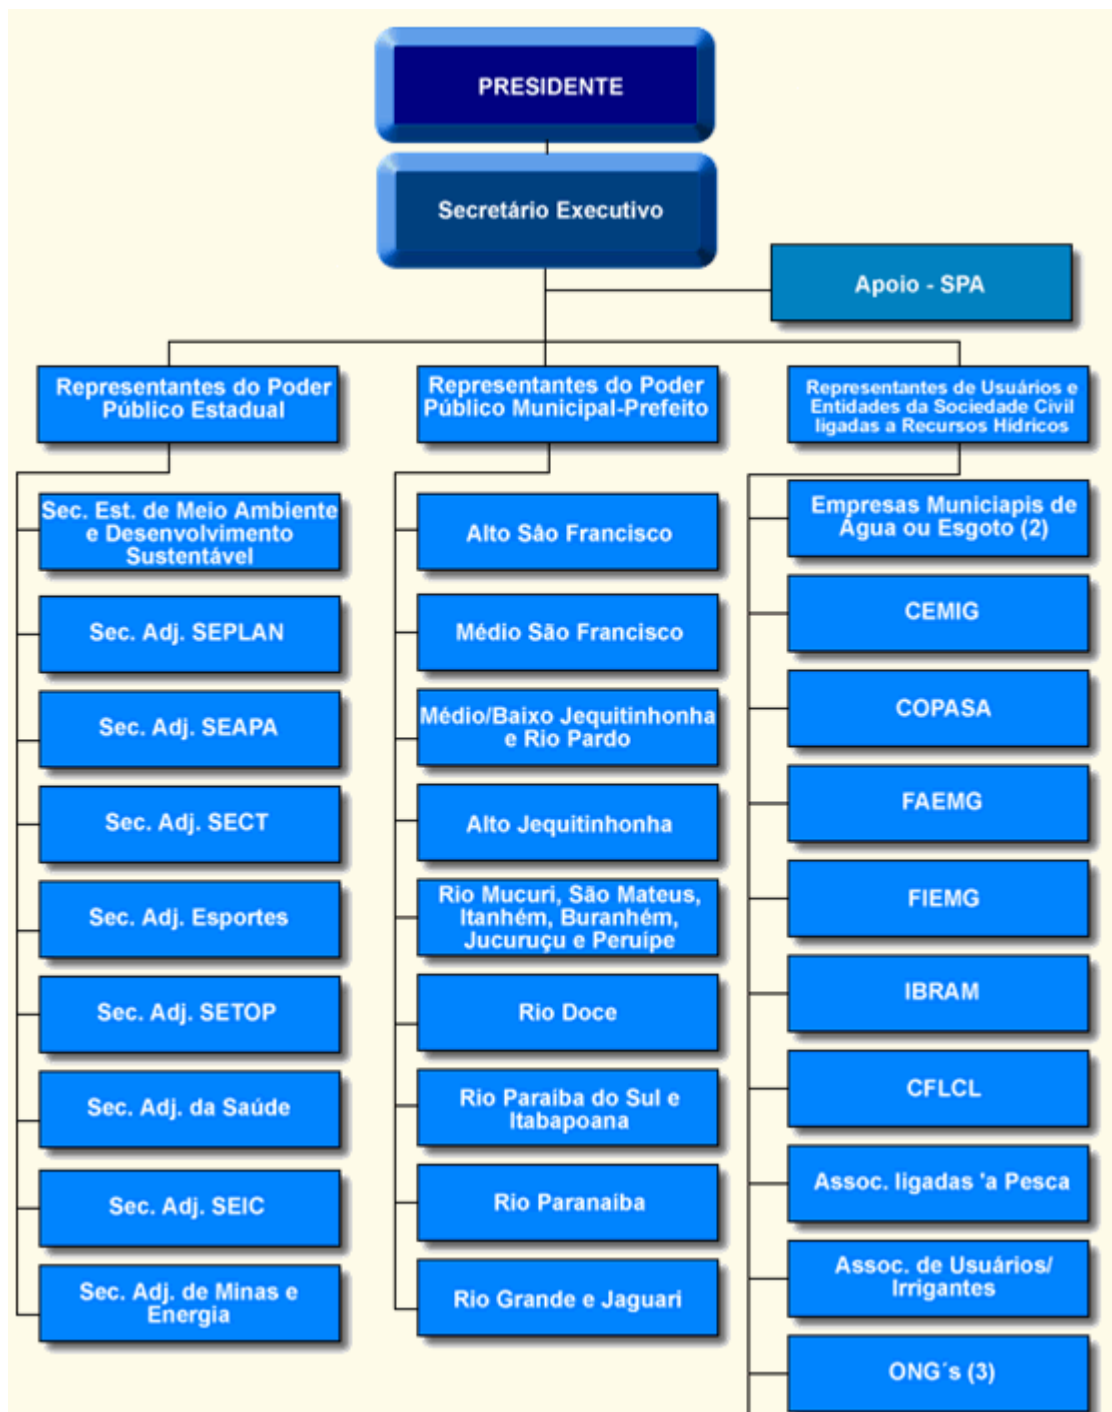 PRESIDENTE
Secretário Executivo
Apoio - SPA
Representantes do Poder
Público Estadual
Sec. Est. de Meio Ambiente
e Desenvolvimento
Sustentável
Sec. Adj. SEPLAN
Sec. Adj. SEAPA
Sec. Adj. SECT
Sec. Adj. Esportes
Sec. Adj. SETOP
Sec. Adj. da Saúde
Sec. Adj. SEIC
Sec. Adj. de Minas e
Energia
Representantes do Poder
Público Municipal-Prefeito
Alto Sâo Francisco
Médio São Francisco
Médio/Baixo Jequitinhonha
e Rio Pardo
Alto Jequitinhonha
Rio Mucuri, São Mateus,
Itanhém, Buranhém,
Jucuruçu e Peruípe
Rio Doce
Rio Paraíba do Sul e
Itabapoana
Rio Paranaíba
Rio Grande e Jaguari
Representantes de Usuários e
Entidades da Sociedade Civil
ligadas a Recursos Hídricos
Empresas Municiapis de
Água ou Esgoto (2)
CEMIG
COPASA
FAEMG
FIEMG
IBRAM
CFLCL
Assoc. ligadas 'a Pesca
Assoc. de Usuários/
Irrigantes
ONG´s (3)